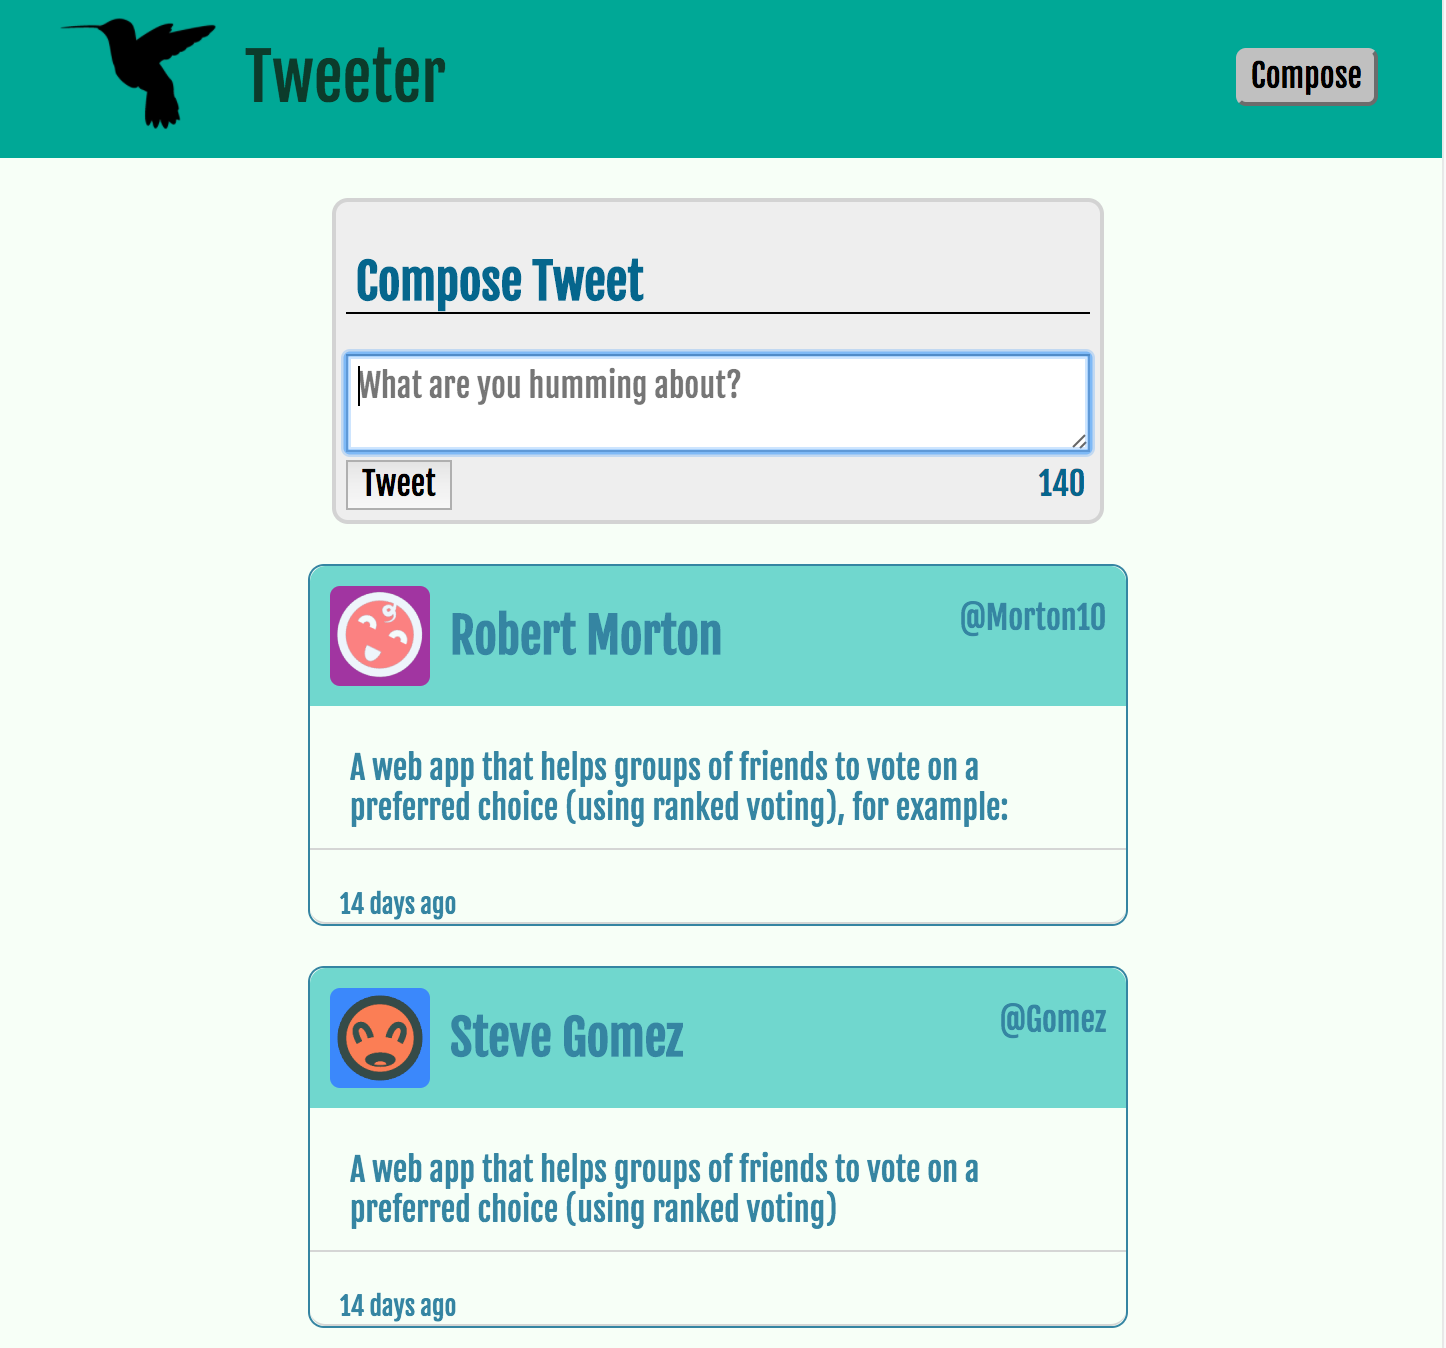 Tweeter
Compose
Compose Tweet
What are you humming about?
Tweet
140
Robert Morton
@Morton10
A web app that helps groups of friends to vote on a
preferred choice (using ranked voting), for example:
14 days ago
Steve Gomez
@Gomez
A web app that helps groups of friends to vote on a
preferred choice (using ranked voting)
14 days ago